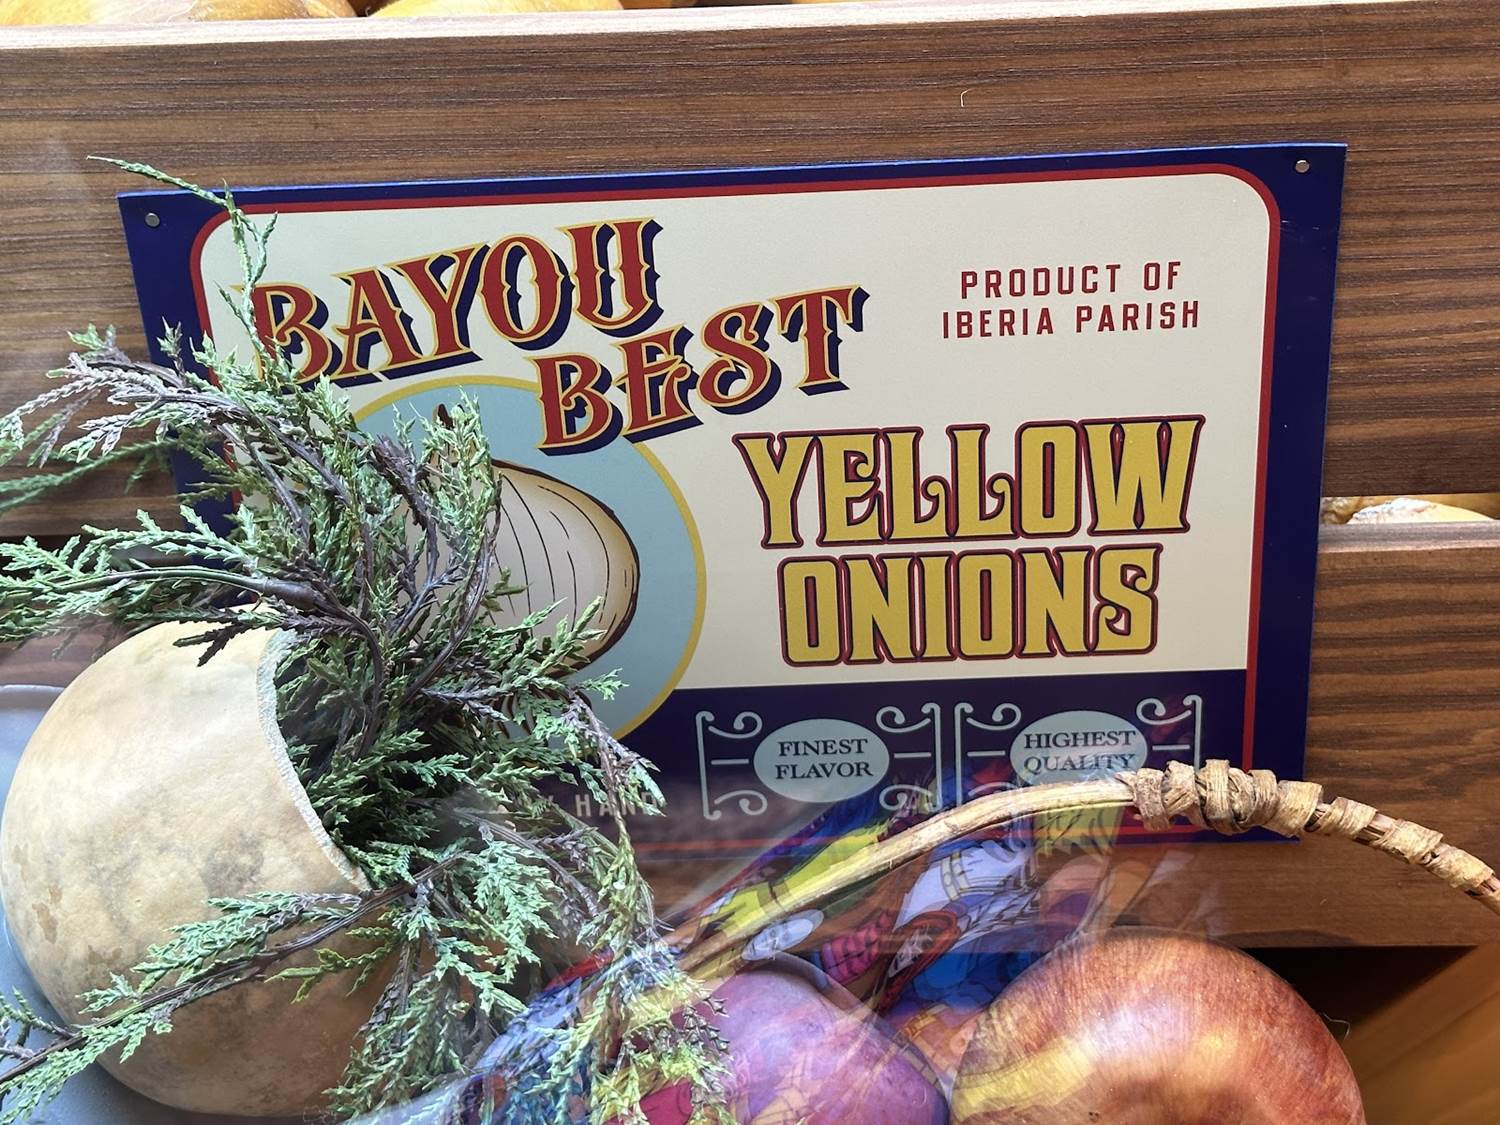 BAYOU
BEST
PRODUCT OF
IBERIA PARISH
YELLOW
ONIONS
FINEST
FLAVOR
HIGHEST
QUALITY